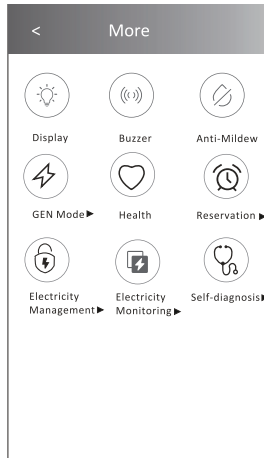 < More
Display Buzzer Anti-Mildew
GEN Mode▶ Health Reservation▶
Electricity Electricity Self-diagnosis▶
Management▶ Monitoring▶